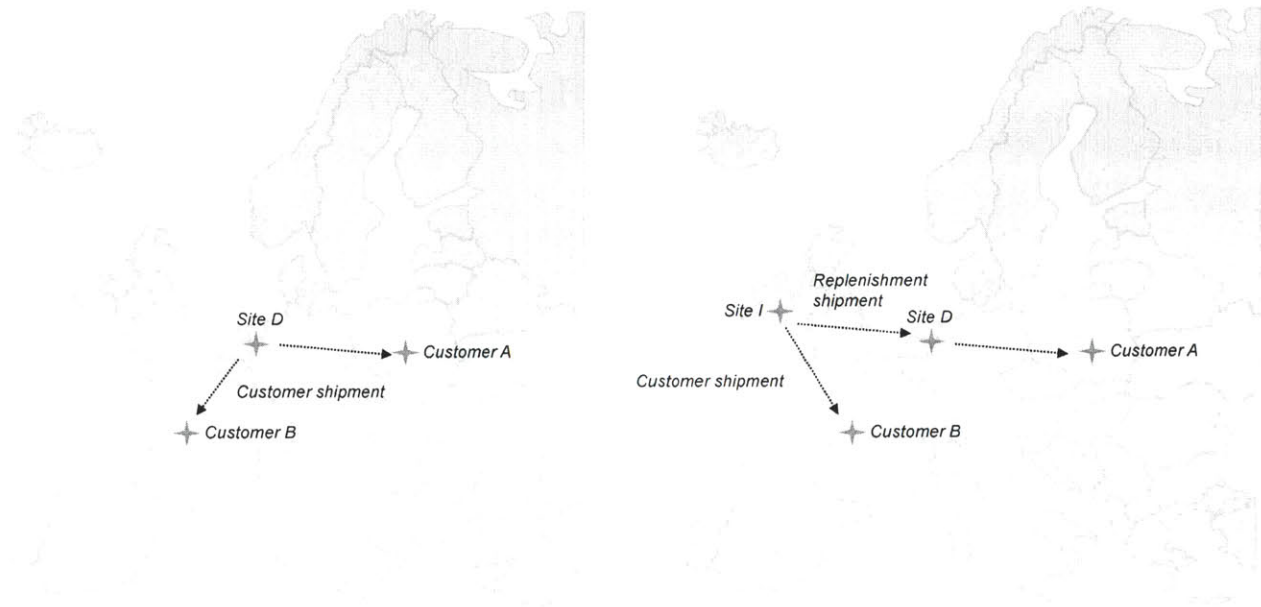 Site D
Customer A
Customer shipment
Customer B
Replenishment
shipment
Site I
Site D
Customer A
Customer shipment
Customer B